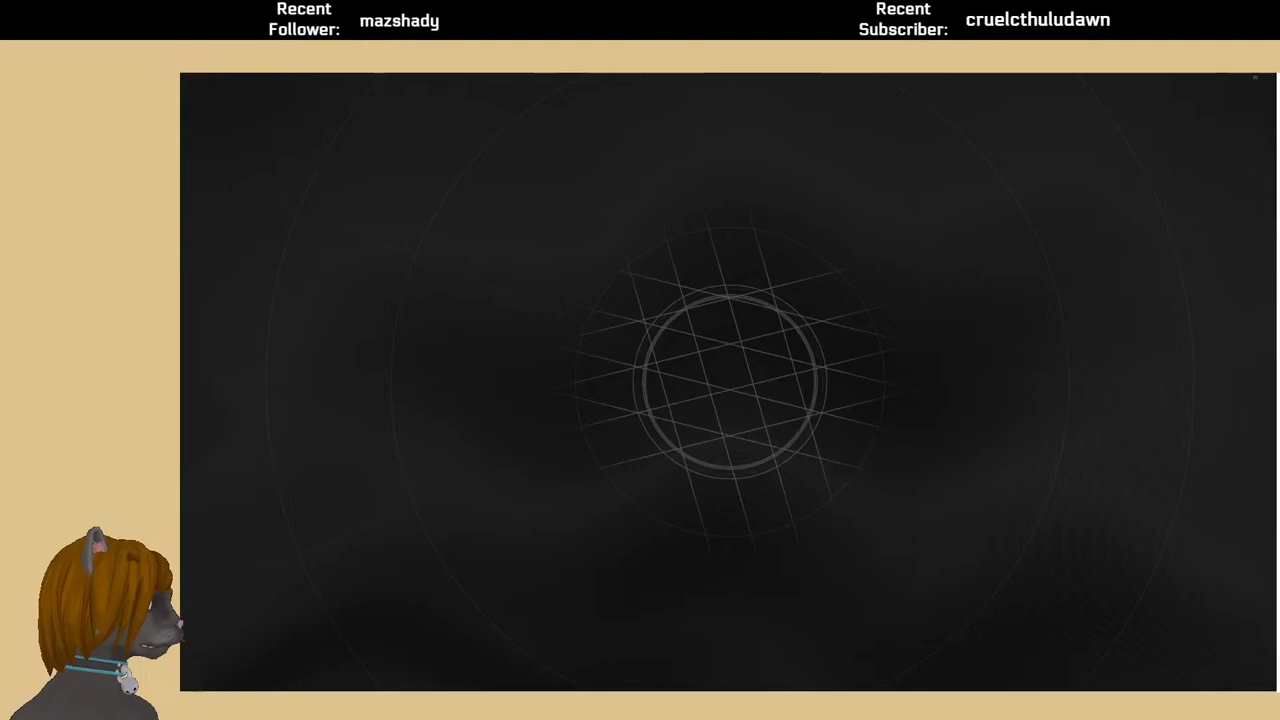 Recent
Follower:
mazshady
Recent
Subscriber:
cruelcthuludawn